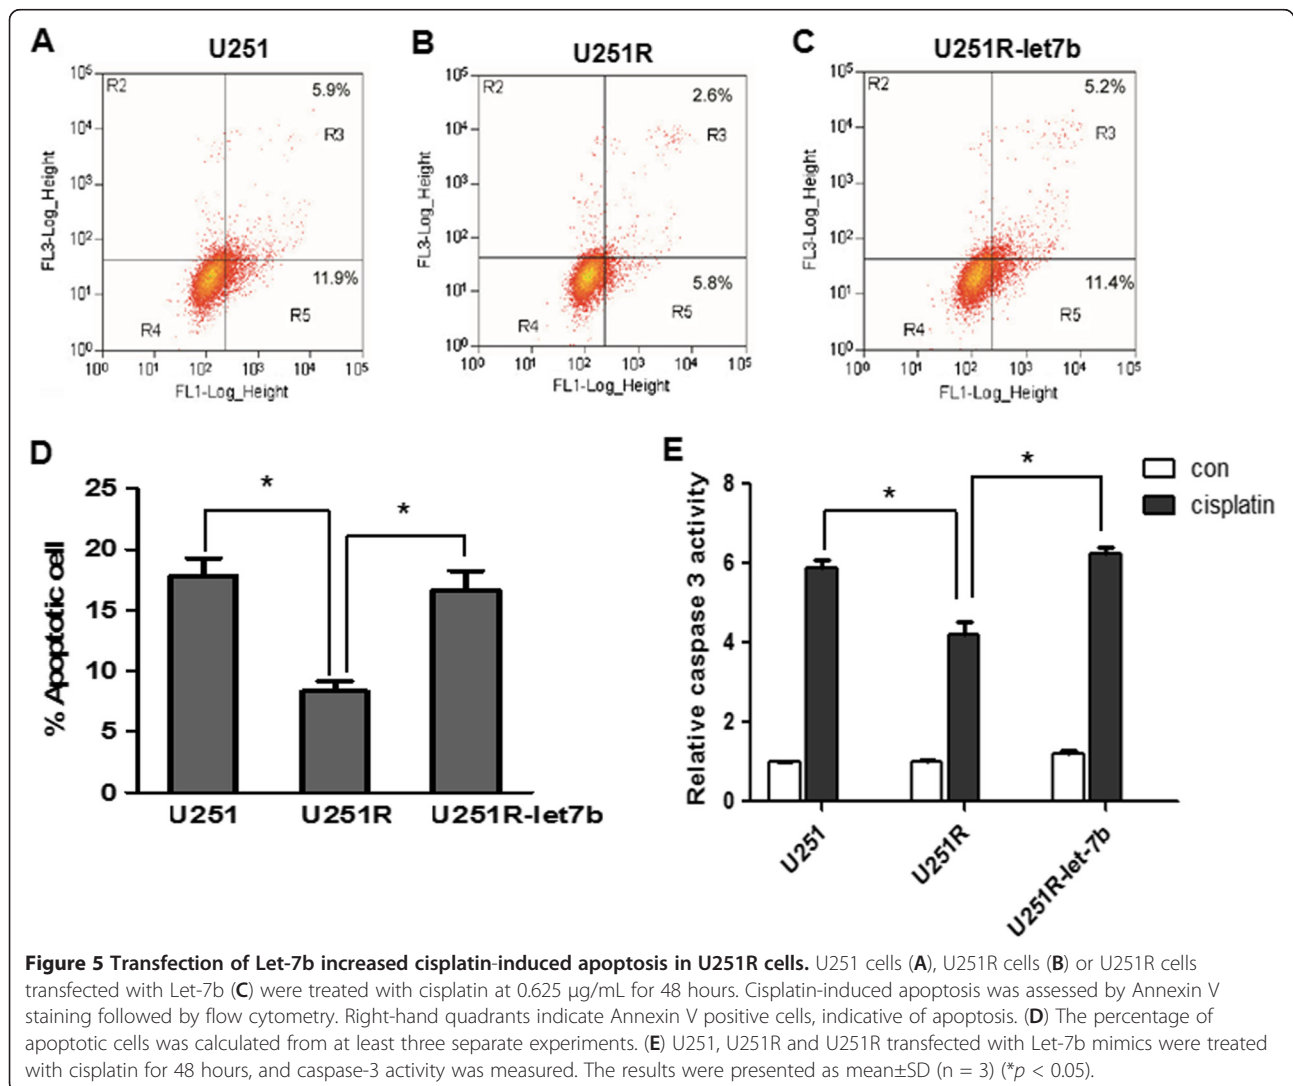 A
U251
10⁵
10⁴
10³
10²
10¹
10⁰
FL3-Log_Height
R2
5.9%
R3
11.9%
R4
R5
10⁰ 10¹ 10² 10³ 10⁴ 10⁵
FL1-Log_Height
B
U251R
10⁵
10⁴
10³
10²
10¹
10⁰
FL3-Log_Height
R2
2.6%
R3
5.8%
R4
R5
10⁰ 10¹ 10² 10³ 10⁴ 10⁵
FL1-Log_Height
C
U251R-let7b
10⁵
10⁴
10³
10²
10¹
10⁰
FL3-Log_Height
R2
5.2%
R3
11.4%
R4
R5
10⁰ 10¹ 10² 10³ 10⁴ 10⁵
FL1-Log_Height
D
% Apoptotic cell
25
20
15
10
5
0
*
*
U251 U251R U251R-let7b
E
Relative caspase 3 activity
8
6
4
2
0
*
*
con
cisplatin
U251
U251R
U251R-let-7b
Figure 5 Transfection of Let-7b increased cisplatin-induced apoptosis in U251R cells. U251 cells (A), U251R cells (B) or U251R cells
transfected with Let-7b (C) were treated with cisplatin at 0.625 μg/mL for 48 hours. Cisplatin-induced apoptosis was assessed by Annexin V
staining followed by flow cytometry. Right-hand quadrants indicate Annexin V positive cells, indicative of apoptosis. (D) The percentage of
apoptotic cells was calculated from at least three separate experiments. (E) U251, U251R and U251R transfected with Let-7b mimics were treated
with cisplatin for 48 hours, and caspase-3 activity was measured. The results were presented as mean±SD (n = 3) (*p < 0.05).